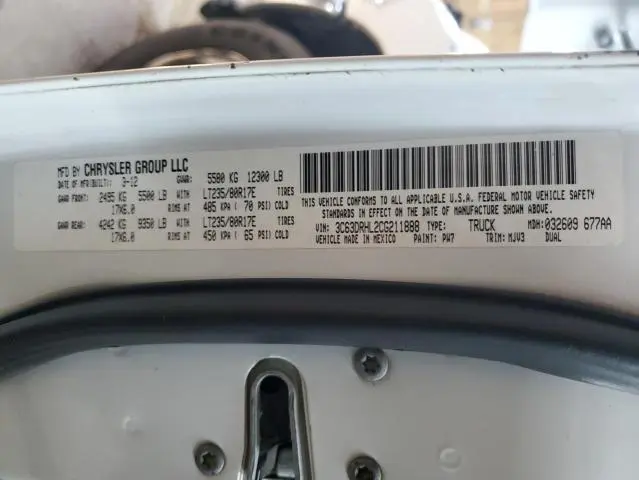 MFD BY CHRYSLER GROUP LLC
DATE OF MFR(BUILT): 3-12 GVWR: 5580 KG 12300 LB
GAWR FRONT: 2495 KG 5500 LB WITH LT235/80R17E TIRES
17X6.0 RIMS AT 485 KPA ( 70 PSI) COLD
GAWR REAR: 4242 KG 9350 LB WITH LT235/80R17E TIRES
17X6.0 RIMS AT 450 KPA ( 65 PSI) COLD
THIS VEHICLE CONFORMS TO ALL APPLICABLE U.S.A. FEDERAL MOTOR VEHICLE SAFETY
STANDARDS IN EFFECT ON THE DATE OF MANUFACTURE SHOWN ABOVE.
VIN: 3C63DRHL2CG211888 TYPE: TRUCK MDH: 032609 677AA
VEHICLE MADE IN MEXICO PAINT: PW7 TRIM: MJV3 DUAL